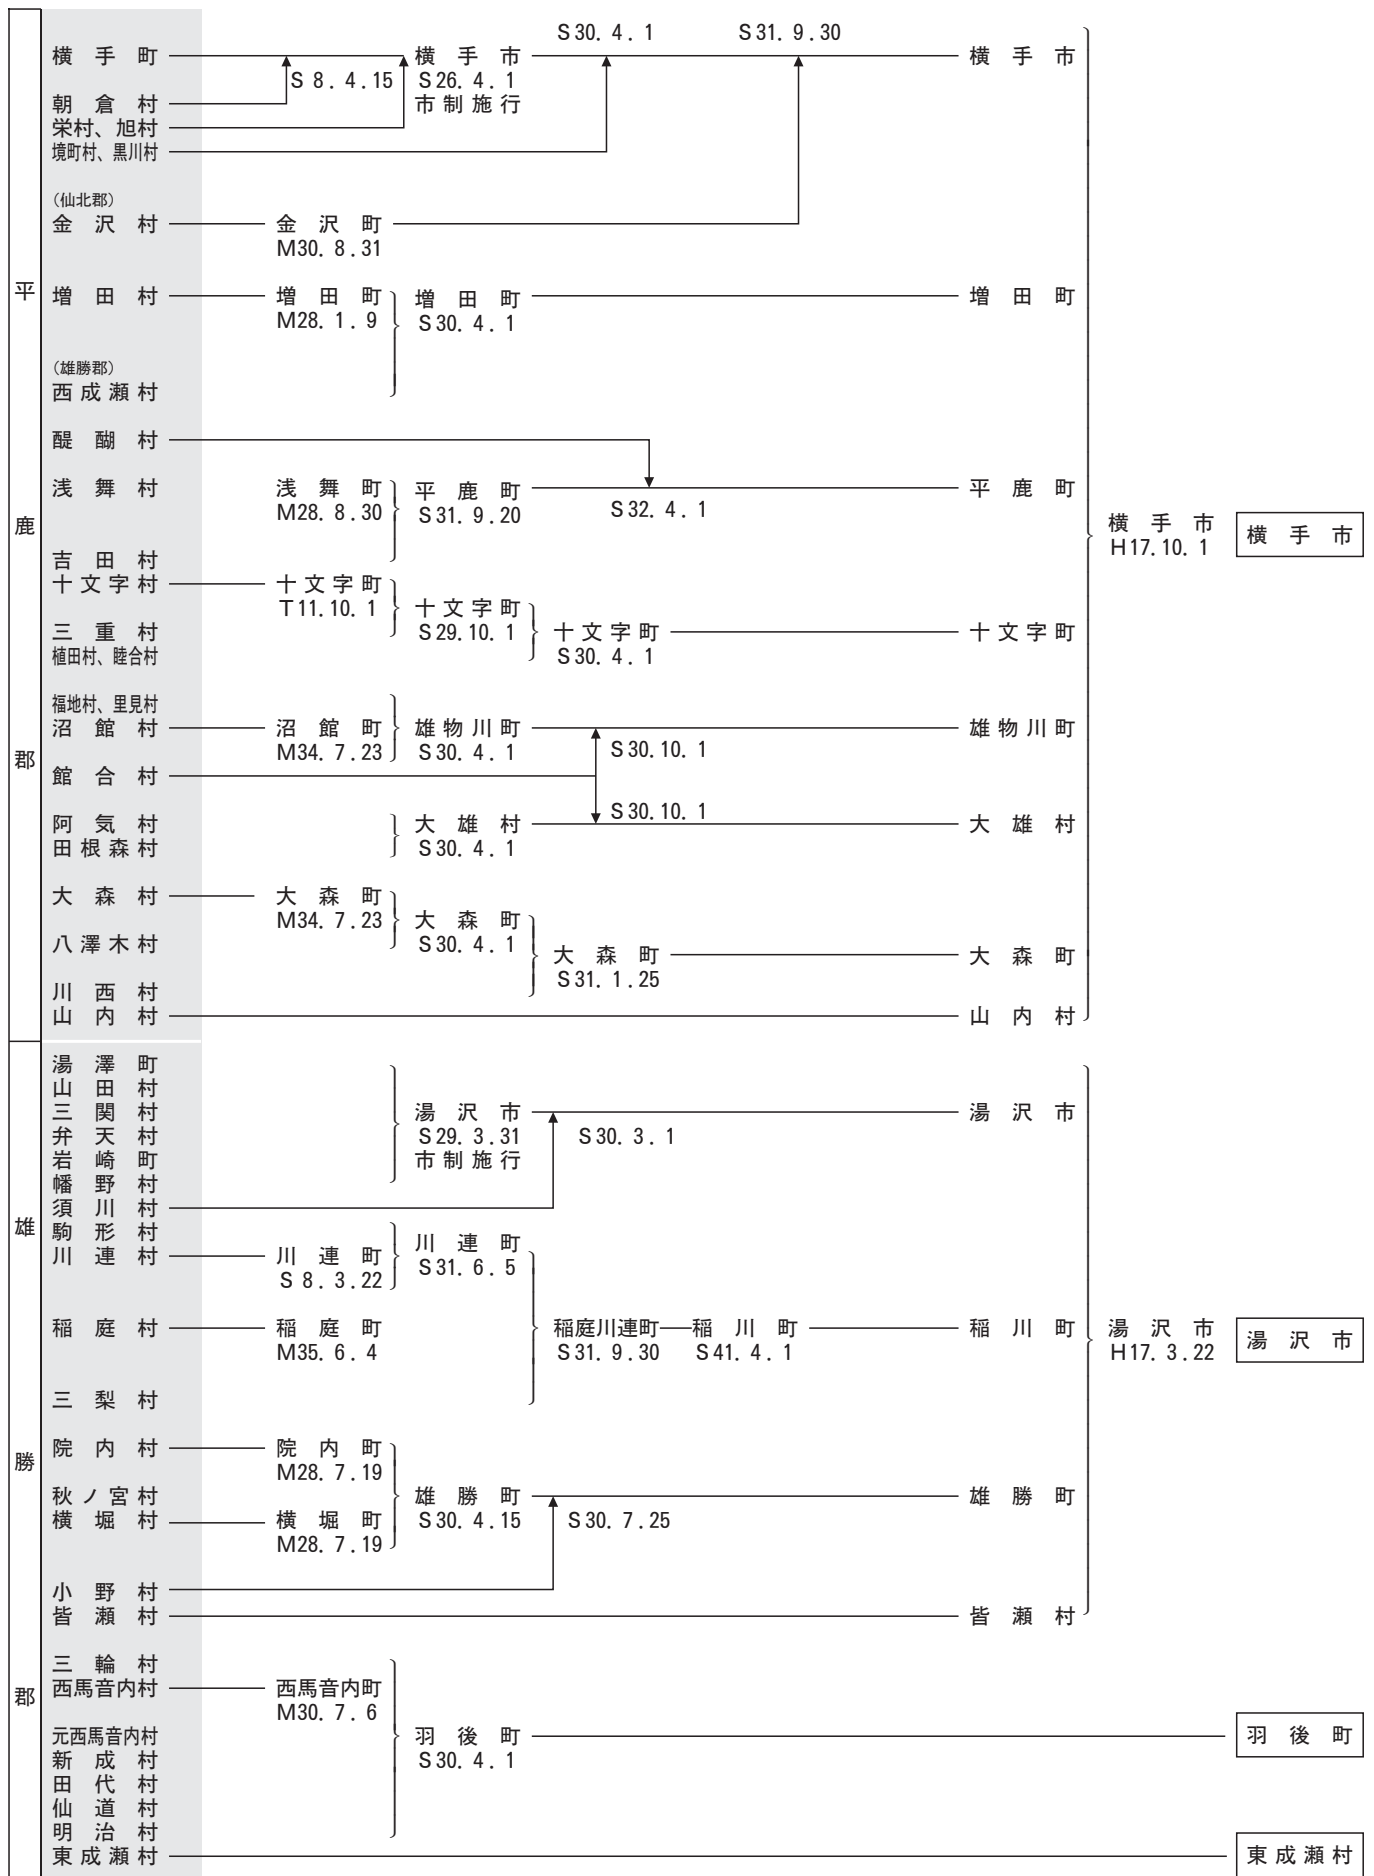 S30. 4. 1 S31. 9.30
横手町 横手市 横手市
S 8. 4.15 S26. 4. 1
朝倉村 市制施行
栄村、旭村
境町村、黒川村
(仙北郡)
金沢村 金沢町
M30. 8.31
平 増田村 増田町 増田町 増田町
M28. 1. 9 S30. 4. 1
(雄勝郡)
西成瀬村
醍醐村
浅舞村 浅舞町 平鹿町 平鹿町
M28. 8.30 S31. 9.20 S32. 4. 1
鹿 横手市 横手市
H17.10. 1
吉田村
十文字村 十文字町
T11.10. 1 十文字町
三重村 S29.10. 1 十文字町 十文字町
植田村、睦合村 S30. 4. 1
福地村、里見村
沼館村 沼館町 雄物川町 雄物川町
M34. 7.23 S30. 4. 1 S30.10. 1
郡 館合村
S30.10. 1
阿気村 大雄村 大雄村
田根森村 S30. 4. 1
大森村 大森町
M34. 7.23 大森町
八澤木村 S30. 4. 1 大森町 大森町
S31. 1.25
川西村
山内村 山内村
湯澤町
山田村
三関村 湯沢市 湯沢市
弁天村 S29. 3.31 S30. 3. 1
岩崎町 市制施行
幡野村
須川村
雄 駒形村
川連村 川連町 川連町
S 8. 3.22 S31. 6. 5
稲庭村 稲庭町 稲庭川連町 稲川町 稲川町 湯沢市 湯沢市
M35. 6. 4 S31. 9.30 S41. 4. 1 H17. 3.22
三梨村
勝 院内村 院内町
M28. 7.19
秋ノ宮村 雄勝町 雄勝町
横堀村 横堀町 S30. 4.15 S30. 7.25
M28. 7.19
小野村
皆瀬村 皆瀬村
三輪村
郡 西馬音内村 西馬音内町
M30. 7. 6
元西馬音内村 羽後町 羽後町
新成村 S30. 4. 1
田代村
仙道村
明治村
東成瀬村 東成瀬村